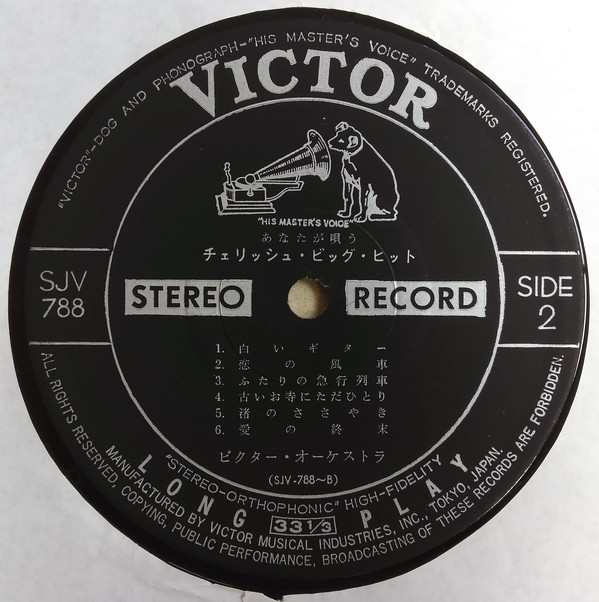 "VICTOR"-DOG AND PHONOGRAPH-"HIS MASTER'S VOICE" TRADEMARKS REGISTERED.
VICTOR
"HIS MASTER'S VOICE"
あなたが唄う
チェリッシュ・ビッグ・ヒット
SJV
788
STEREO RECORD
SIDE
2
1. 白いギター
2. 恋の風車
3. ふたりの急行列車
4. 古いお寺にただひとり
5. 渚のささやき
6. 愛の終末
ビクター・オーケストラ
(SJV-788~B)
"STEREO-ORTHOPHONIC" HIGH-FIDELITY
LONG 33 1/3 PLAY
MANUFACTURED BY VICTOR MUSICAL INDUSTRIES, INC., TOKYO, JAPAN.
ALL RIGHTS RESERVED, COPYING, PUBLIC PERFORMANCE, BROADCASTING OF THESE RECORDS ARE FORBIDDEN.